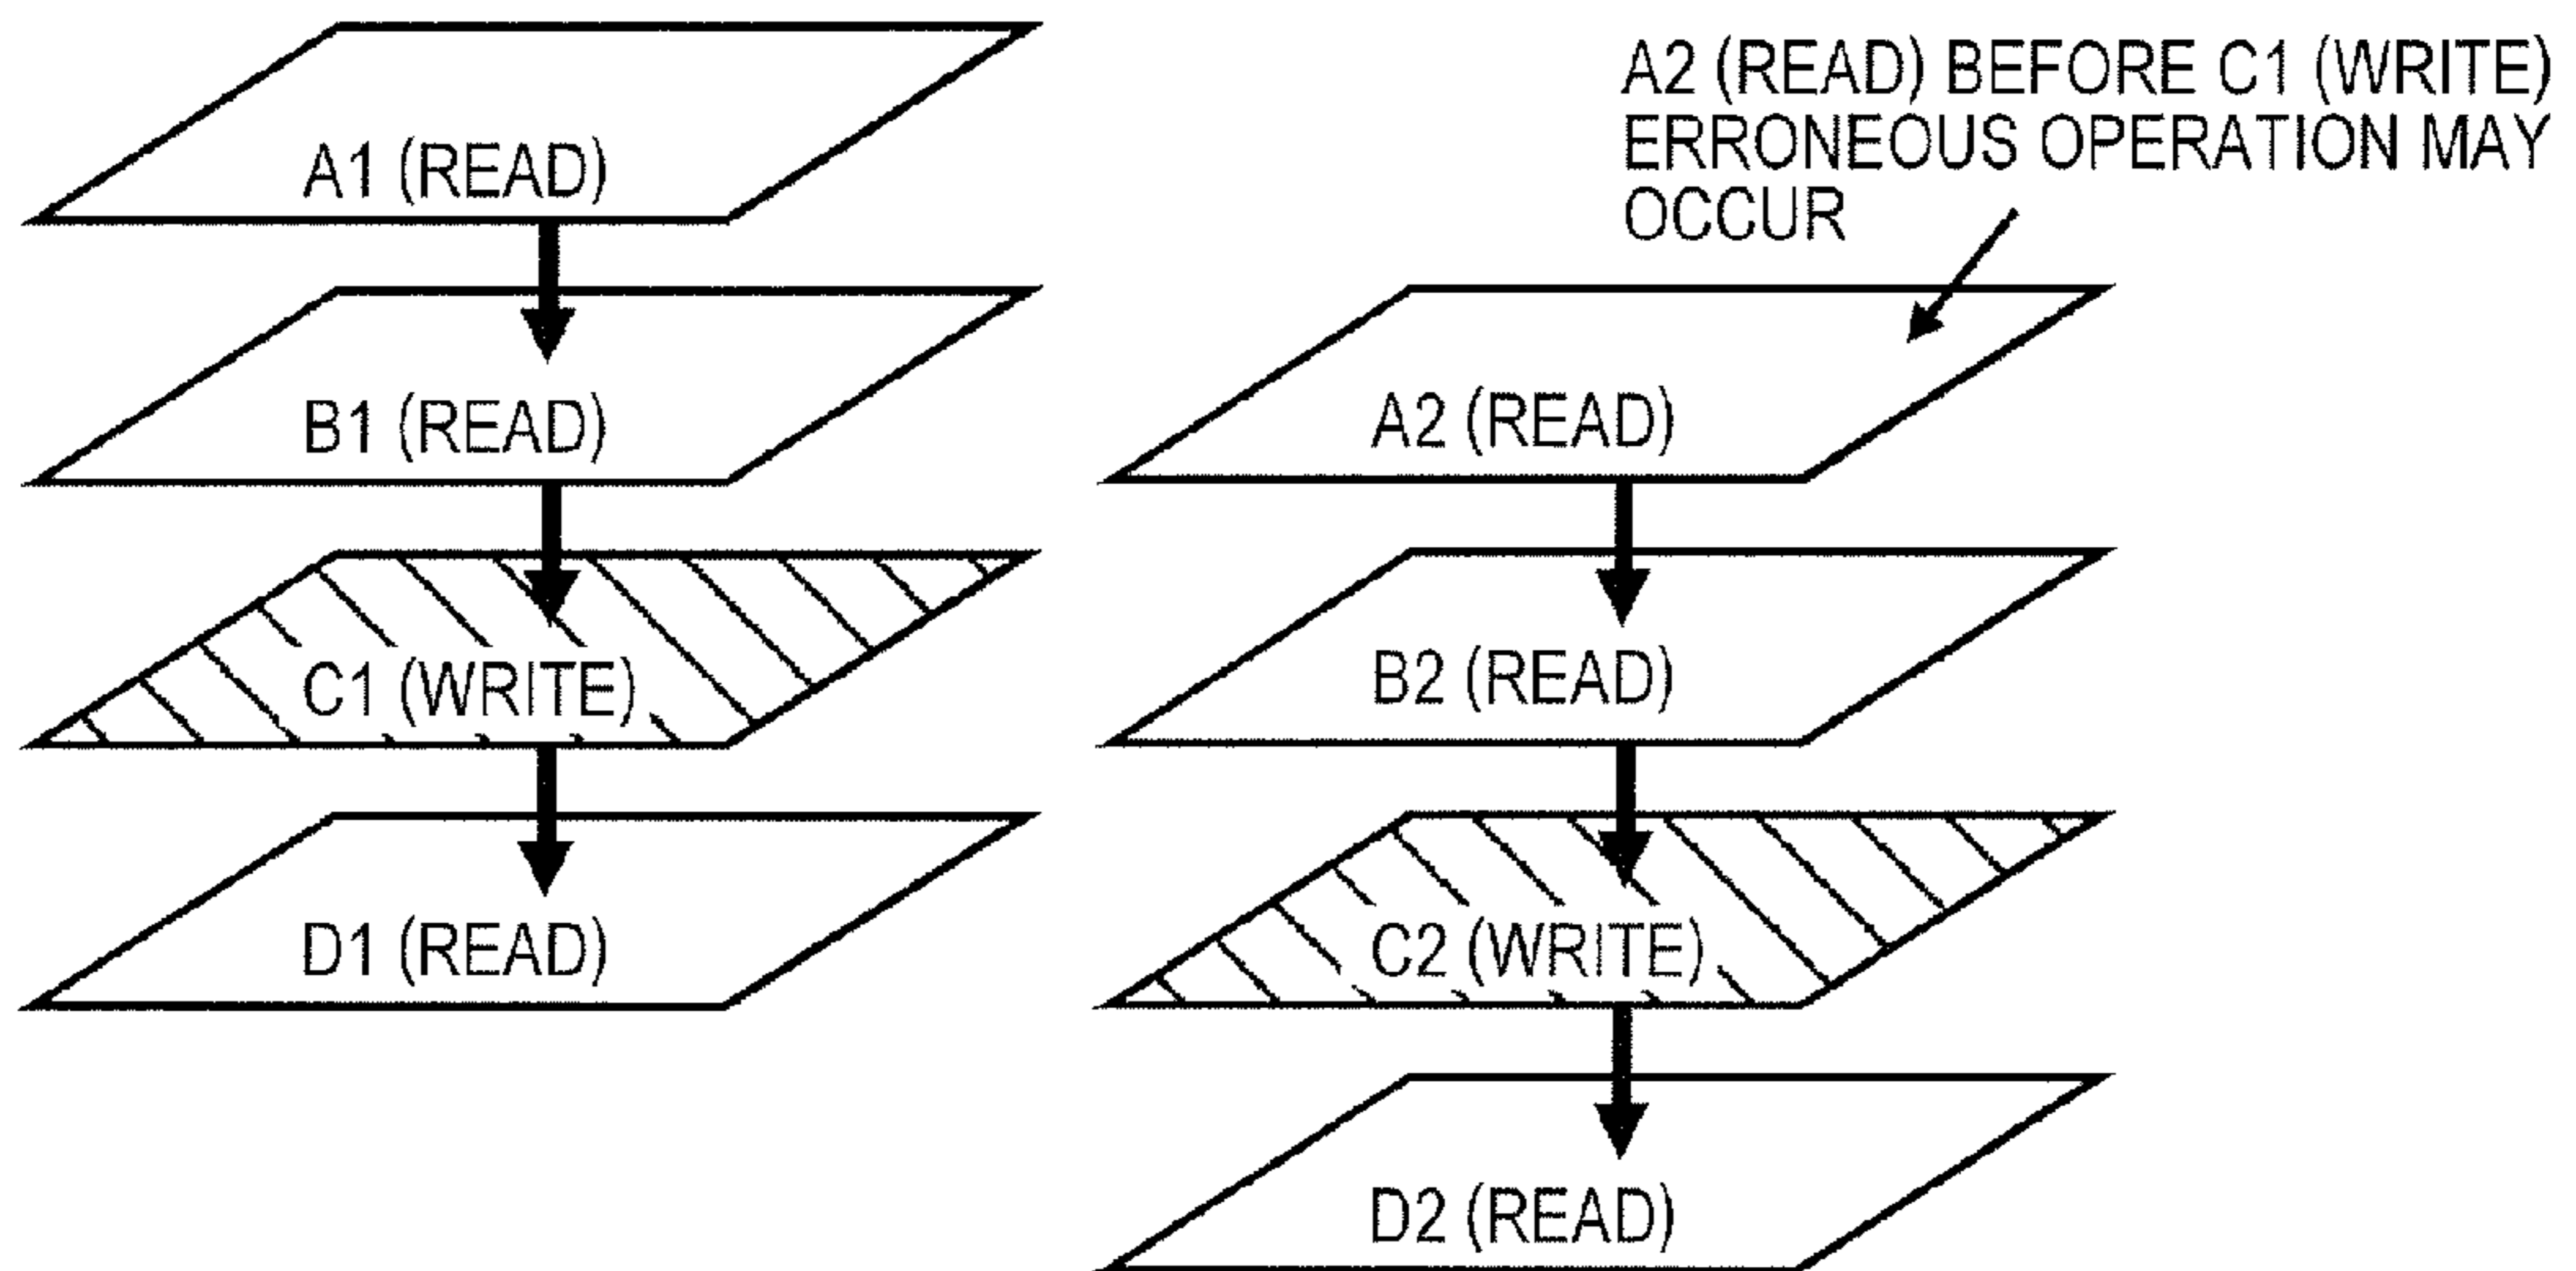 A1 (READ)
B1 (READ)
C1 (WRITE)
D1 (READ)
A2 (READ) BEFORE C1 (WRITE)
ERRONEOUS OPERATION MAY
OCCUR
A2 (READ)
B2 (READ)
C2 (WRITE)
D2 (READ)